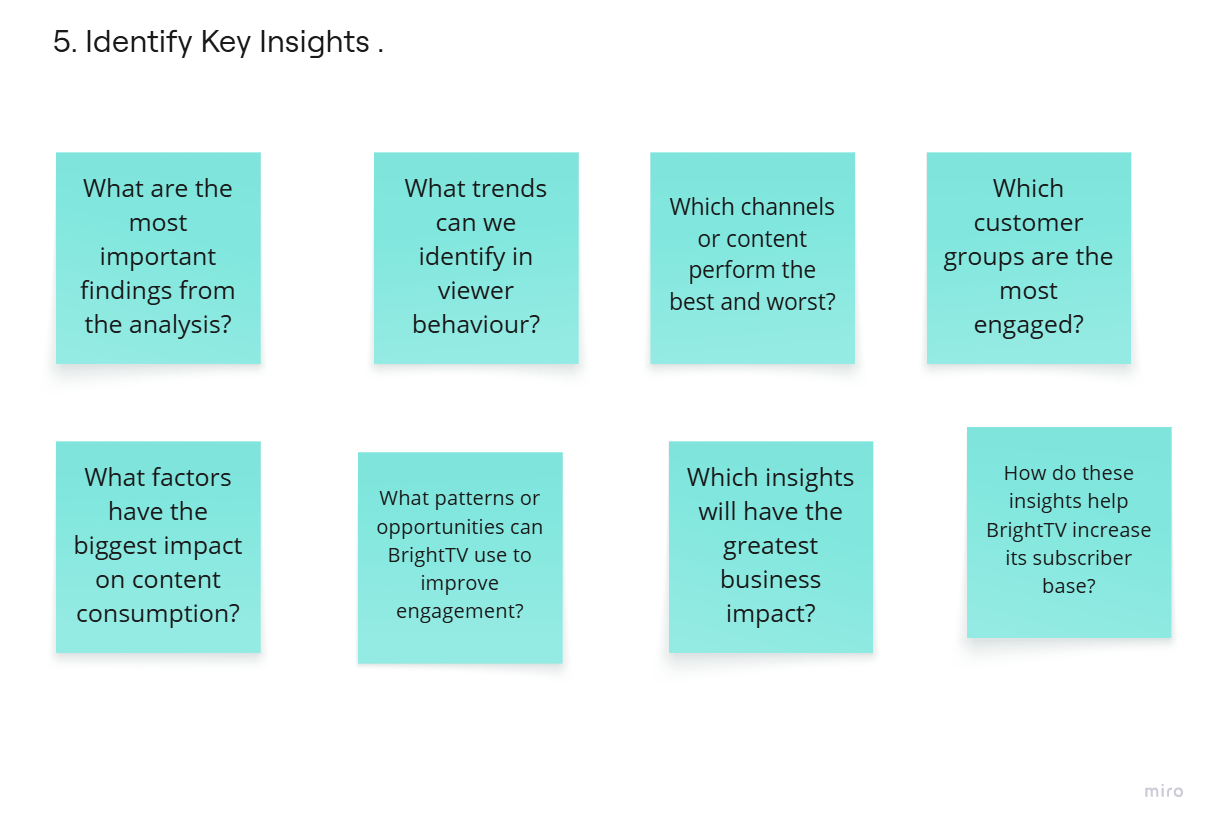 5. Identify Key Insights .
What are the
most
important
findings from
the analysis?
What trends
can we
identify in
viewer
behaviour?
Which channels
or content
perform the
best and worst?
Which
customer
groups are the
most
engaged?
What factors
have the
biggest impact
on content
consumption?
What patterns or
opportunities can
BrightTV use to
improve
engagement?
Which insights
will have the
greatest
business
impact?
How do these
insights help
BrightTV increase
its subscriber
base?
miro